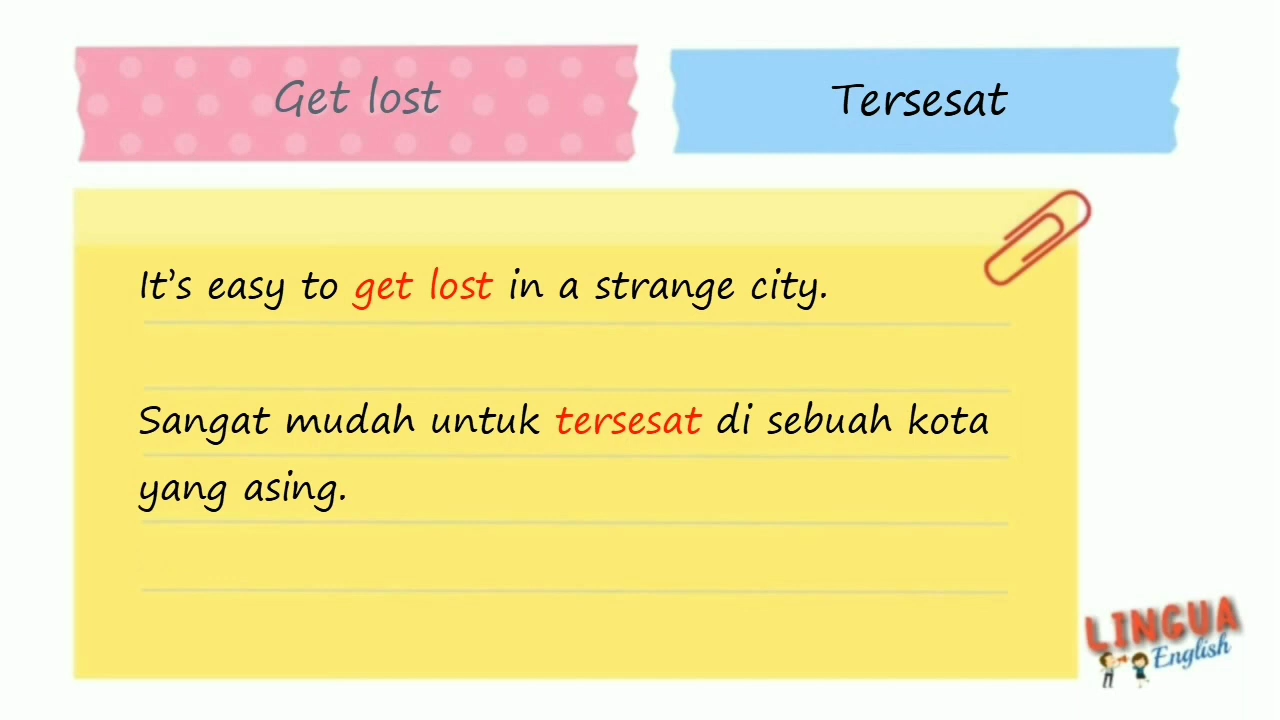 Get lost
Tersesat
It's easy to get lost in a strange city.
Sangat mudah untuk tersesat di sebuah kota
yang asing.
LINGUA
English